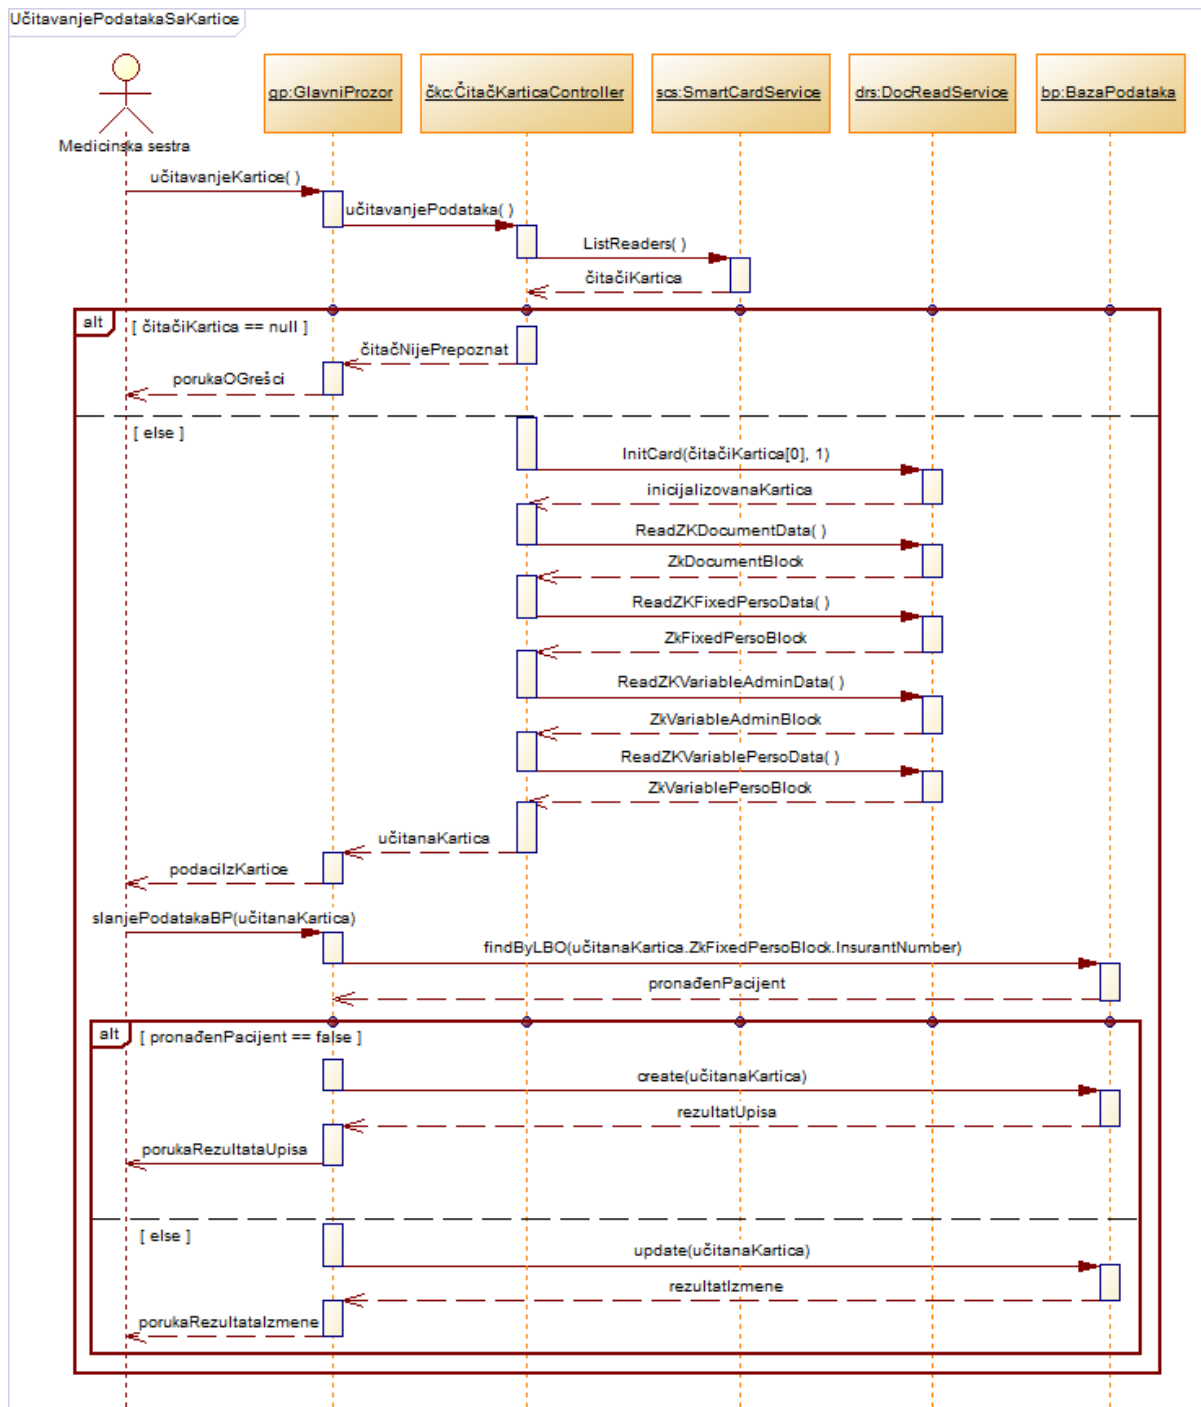 UčitavanjePodatakaSaKartice
Medicinska sestra
gp:GlavniProzor
čkc:ČitačKarticaController
scs:SmartCardService
drs:DocReadService
bp:BazaPodataka
učitavanjeKartice( )
učitavanjePodataka( )
ListReaders( )
čitačiKartica
alt
[ čitačiKartica == null ]
čitačNijePrepoznat
porukaOGrešci
[ else ]
InitCard(čitačiKartica[0], 1)
inicijalizovanaKartica
ReadZKDocumentData( )
ZkDocumentBlock
ReadZKFixedPersoData( )
ZkFixedPersoBlock
ReadZKVariableAdminData( )
ZkVariableAdminBlock
ReadZKVariablePersoData( )
ZkVariablePersoBlock
učitanaKartica
podaciIzKartice
slanjePodatakaBP(učitanaKartica)
findByLBO(učitanaKartica.ZkFixedPersoBlock.InsurantNumber)
pronađenPacijent
alt
[ pronađenPacijent == false ]
create(učitanaKartica)
rezultatUpisa
porukaRezultataUpisa
[ else ]
update(učitanaKartica)
rezultatIzmene
porukaRezultataIzmene